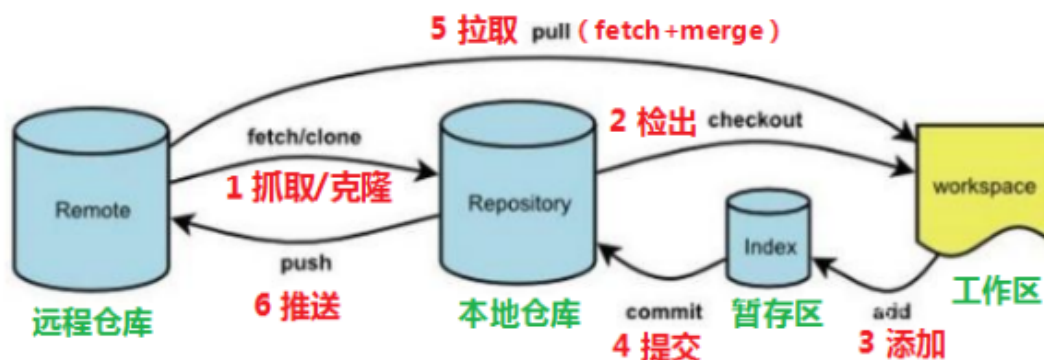 5 拉取 pull ( fetch+merge )
fetch/clone
2 检出 checkout
1 抓取/克隆
Remote
Repository
Index
workspace
push
6 推送
远程仓库
本地仓库
commit
4 提交
暂存区
add
3 添加
工作区